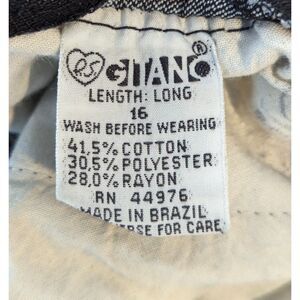 P.S. GITANO®
LENGTH: LONG
16
WASH BEFORE WEARING
41,5% COTTON
30,5% POLYESTER
28,0% RAYON
RN 44976
MADE IN BRAZIL
FOR CARE